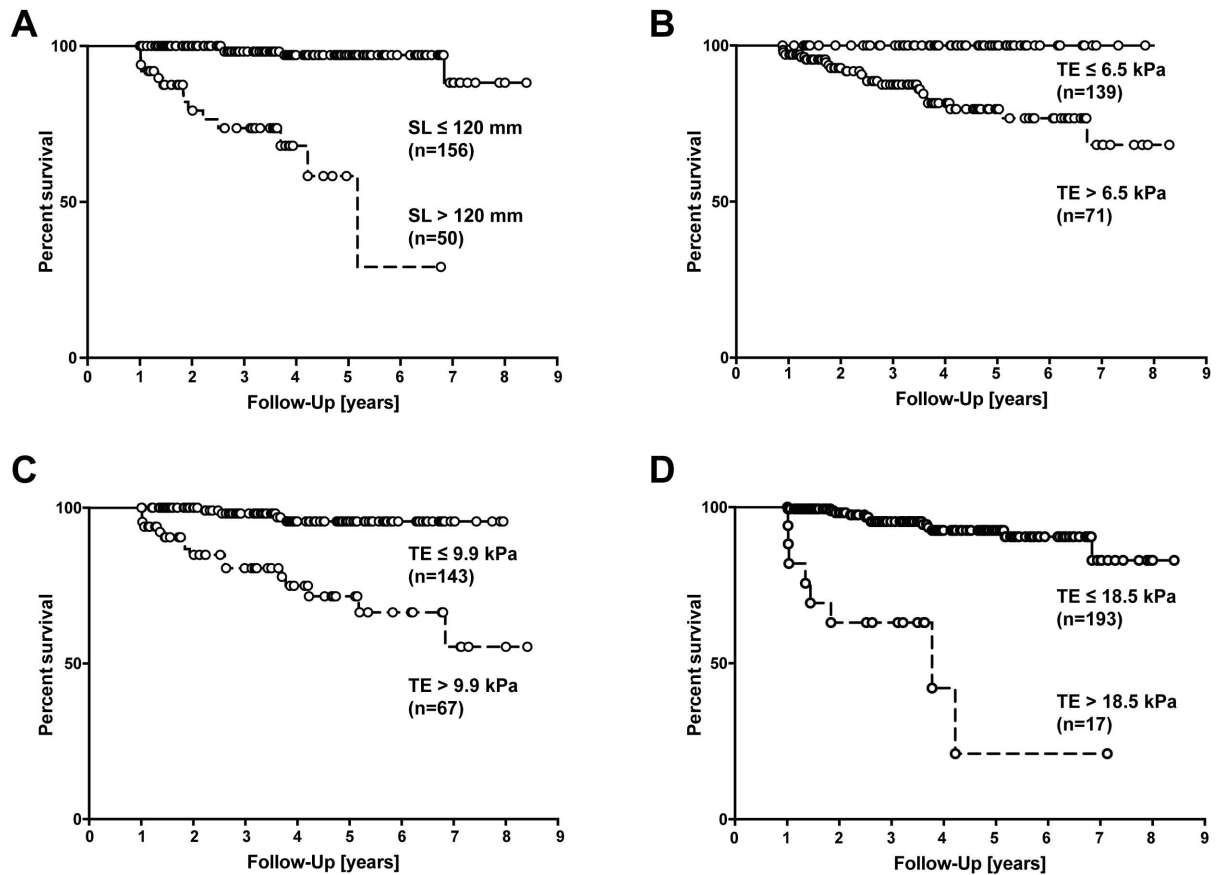 A
100
50
0
Percent survival
SL ≤ 120 mm
(n=156)
SL > 120 mm
(n=50)
0 1 2 3 4 5 6 7 8 9
Follow-Up [years]
B
100
50
0
Percent survival
TE ≤ 6.5 kPa
(n=139)
TE > 6.5 kPa
(n=71)
0 1 2 3 4 5 6 7 8 9
Follow-Up [years]
C
100
50
0
Percent survival
TE ≤ 9.9 kPa
(n=143)
TE > 9.9 kPa
(n=67)
0 1 2 3 4 5 6 7 8 9
Follow-Up [years]
D
100
50
0
Percent survival
TE ≤ 18.5 kPa
(n=193)
TE > 18.5 kPa
(n=17)
0 1 2 3 4 5 6 7 8 9
Follow-Up [years]